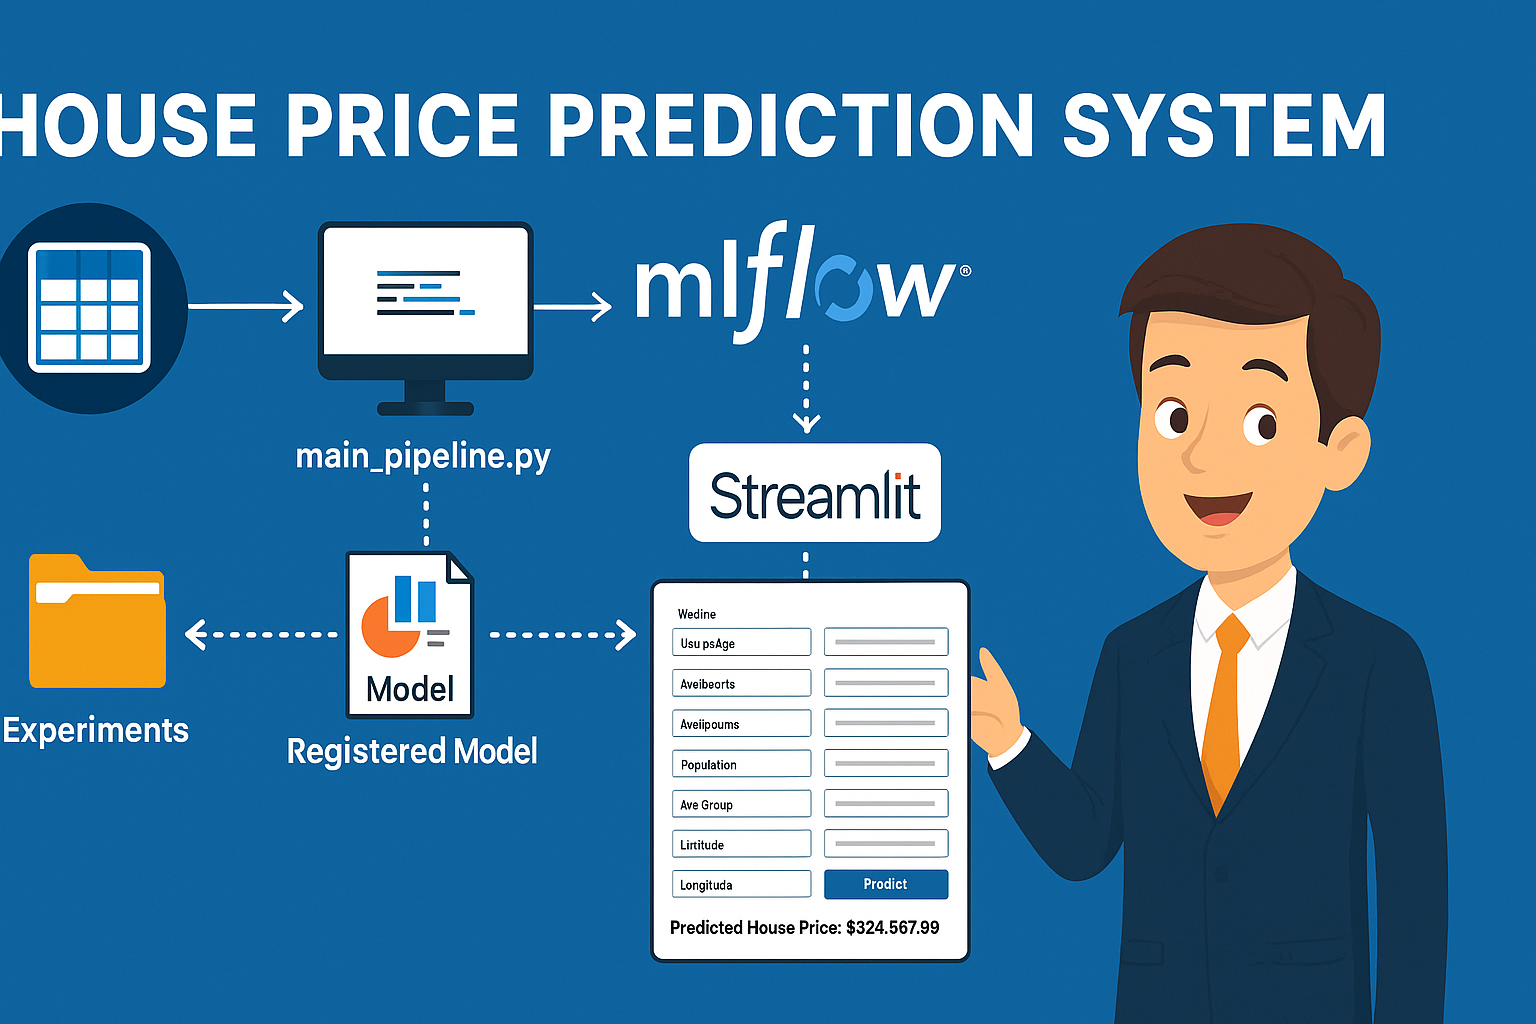 HOUSE PRICE PREDICTION SYSTEM
mlflow®
main_pipeline.py
Streamlit
Experiments
Model
Registered Model
Wedine
Usu psAge
Aveibeorts
Aveiipoums
Population
Ave Group
Lirtitude
Longituda
Prodict
Predicted House Price: $324.567.99